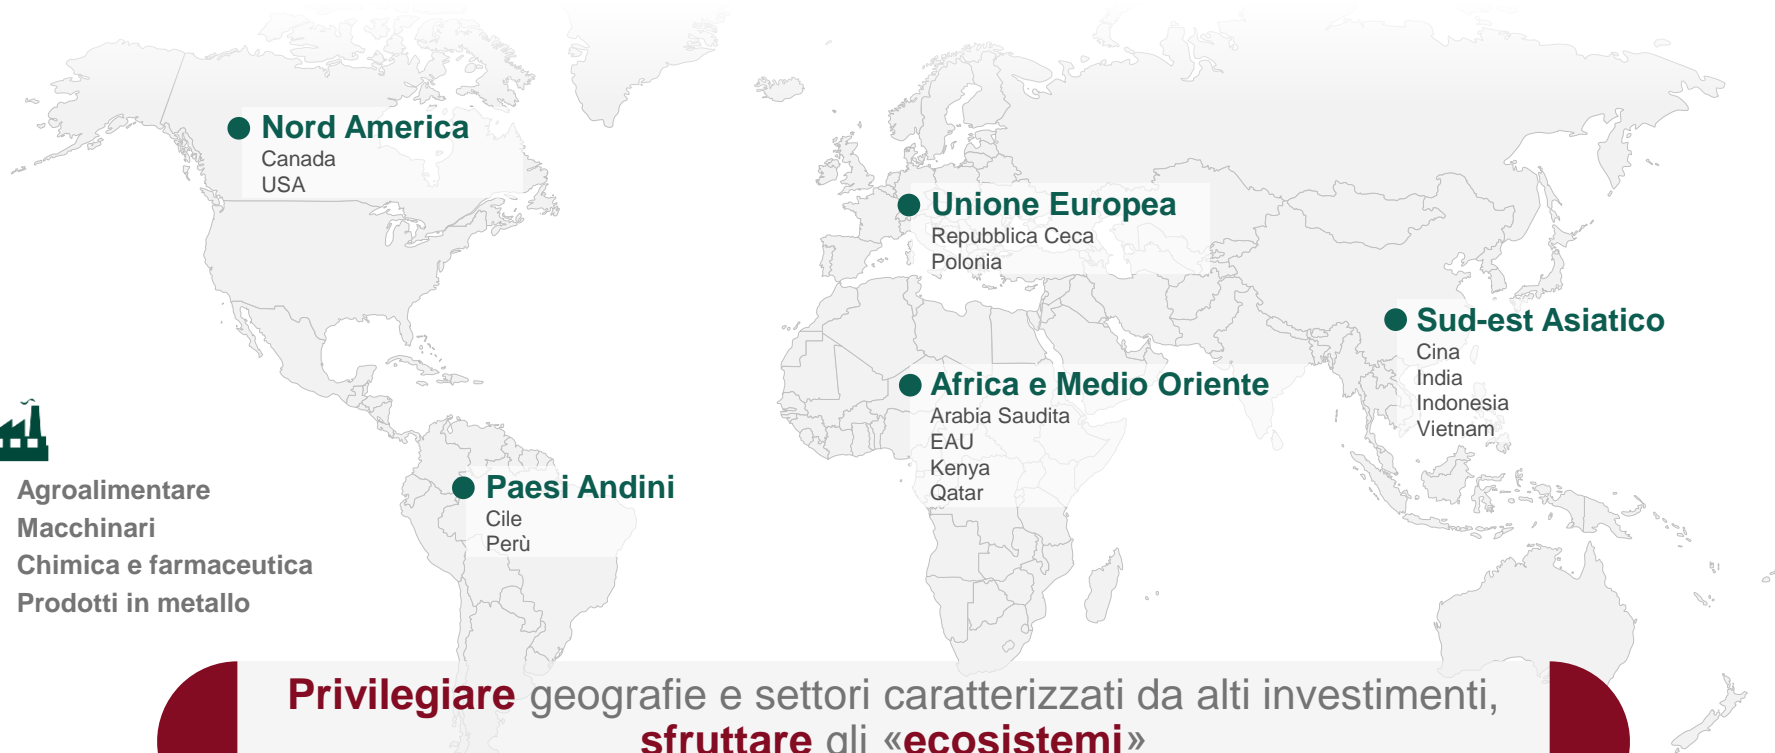 Nord America
Canada
USA
Unione Europea
Repubblica Ceca
Polonia
Sud-est Asiatico
Cina
India
Indonesia
Vietnam
Africa e Medio Oriente
Arabia Saudita
EAU
Kenya
Qatar
Paesi Andini
Cile
Perù
Agroalimentare
Macchinari
Chimica e farmaceutica
Prodotti in metallo
Privilegiare geografie e settori caratterizzati da alti investimenti,
sfruttare gli «ecosistemi»